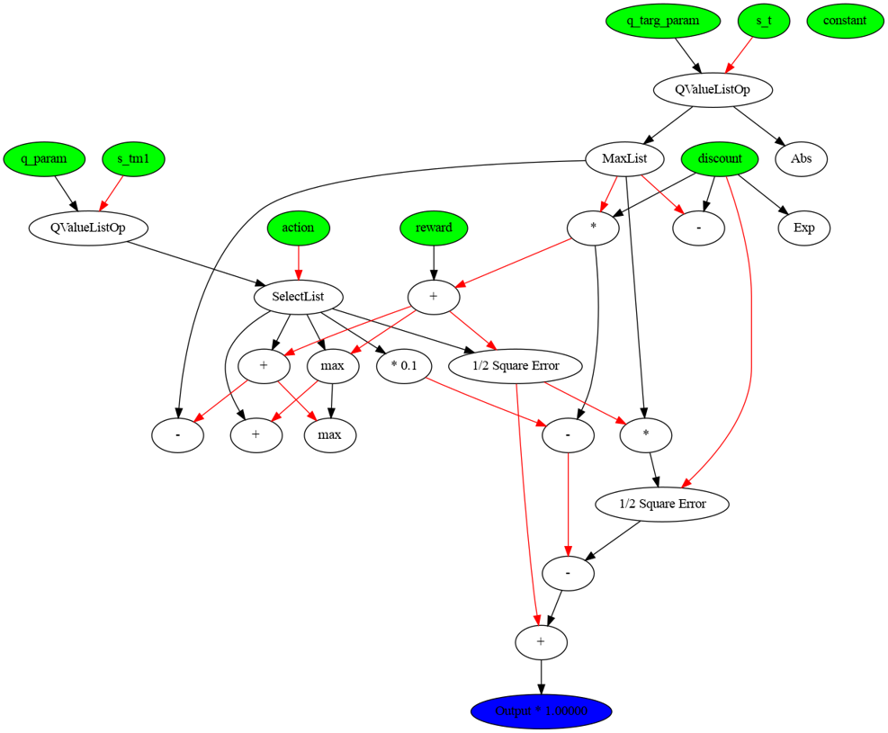 q_targ_param
s_t
constant
QValueListOp
q_param
s_tm1
MaxList
discount
Abs
QValueListOp
action
reward
*
-
Exp
SelectList
+
+
max
* 0.1
1/2 Square Error
-
+
max
-
*
1/2 Square Error
-
+
Output * 1.00000